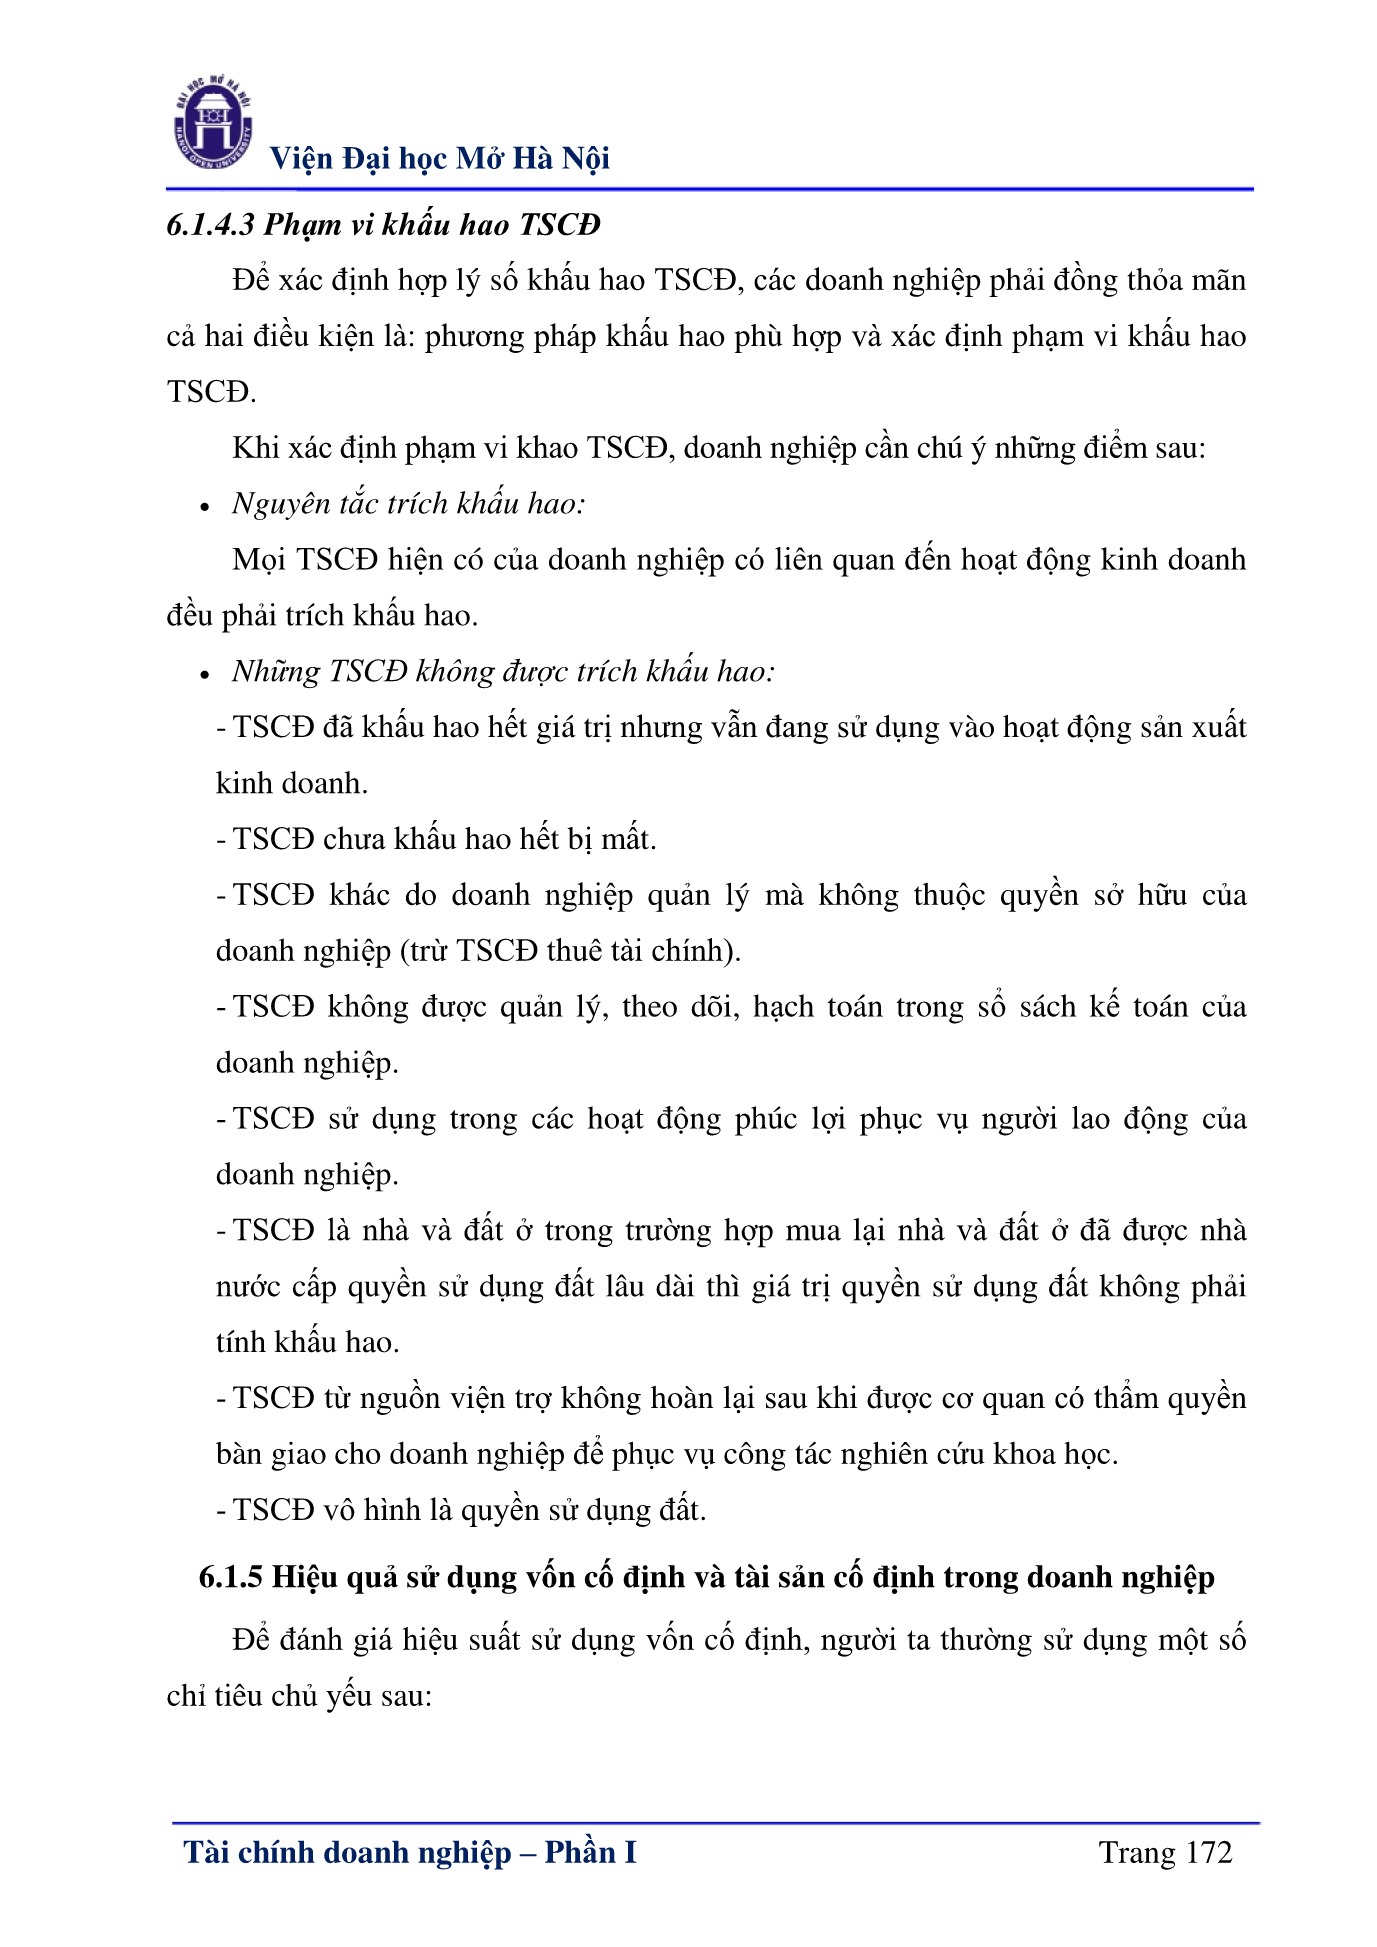 ĐẠI HỌC MỞ HÀ NỘI
HANOI OPEN UNIVERSITY
Viện Đại học Mở Hà Nội
6.1.4.3 Phạm vi khấu hao TSCĐ
Để xác định hợp lý số khấu hao TSCĐ, các doanh nghiệp phải đồng thỏa mãn
cả hai điều kiện là: phương pháp khấu hao phù hợp và xác định phạm vi khấu hao
TSCĐ.
Khi xác định phạm vi khao TSCĐ, doanh nghiệp cần chú ý những điểm sau:
• Nguyên tắc trích khấu hao:
Mọi TSCĐ hiện có của doanh nghiệp có liên quan đến hoạt động kinh doanh
đều phải trích khấu hao.
• Những TSCĐ không được trích khấu hao:
- TSCĐ đã khấu hao hết giá trị nhưng vẫn đang sử dụng vào hoạt động sản xuất
kinh doanh.
- TSCĐ chưa khấu hao hết bị mất.
- TSCĐ khác do doanh nghiệp quản lý mà không thuộc quyền sở hữu của
doanh nghiệp (trừ TSCĐ thuê tài chính).
- TSCĐ không được quản lý, theo dõi, hạch toán trong sổ sách kế toán của
doanh nghiệp.
- TSCĐ sử dụng trong các hoạt động phúc lợi phục vụ người lao động của
doanh nghiệp.
- TSCĐ là nhà và đất ở trong trường hợp mua lại nhà và đất ở đã được nhà
nước cấp quyền sử dụng đất lâu dài thì giá trị quyền sử dụng đất không phải
tính khấu hao.
- TSCĐ từ nguồn viện trợ không hoàn lại sau khi được cơ quan có thẩm quyền
bàn giao cho doanh nghiệp để phục vụ công tác nghiên cứu khoa học.
- TSCĐ vô hình là quyền sử dụng đất.
6.1.5 Hiệu quả sử dụng vốn cố định và tài sản cố định trong doanh nghiệp
Để đánh giá hiệu suất sử dụng vốn cố định, người ta thường sử dụng một số
chỉ tiêu chủ yếu sau:
Tài chính doanh nghiệp – Phần I
Trang 172